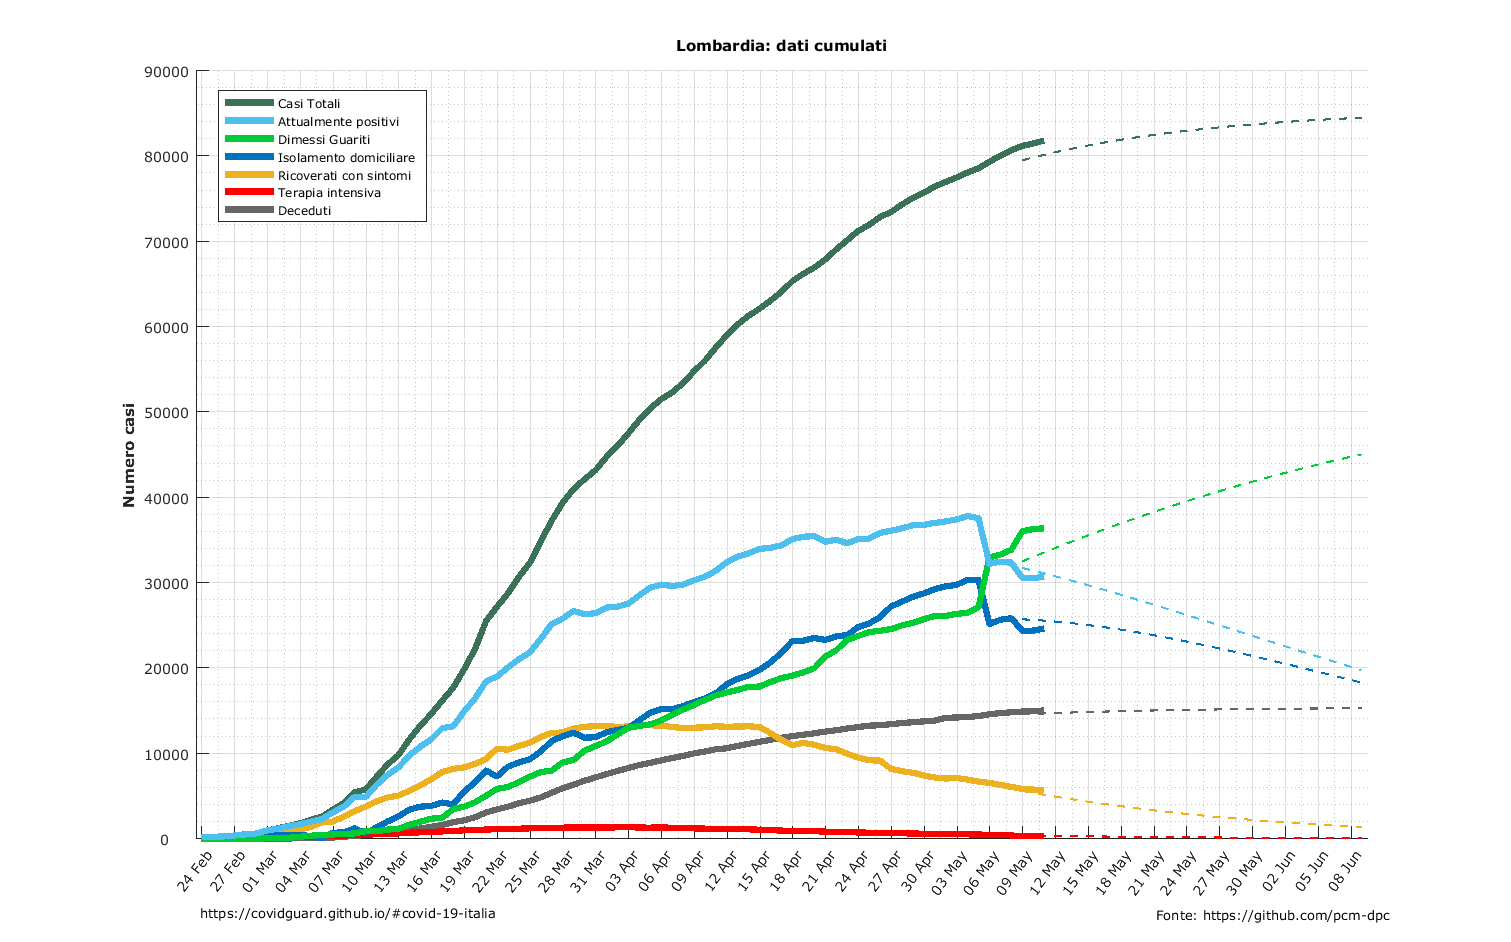 Lombardia: dati cumulati
90000
80000
70000
60000
50000
40000
30000
20000
10000
0
Numero casi
Casi Totali
Attualmente positivi
Dimessi Guariti
Isolamento domiciliare
Ricoverati con sintomi
Terapia intensiva
Deceduti
24 Feb
27 Feb
01 Mar
04 Mar
07 Mar
10 Mar
13 Mar
16 Mar
19 Mar
22 Mar
25 Mar
28 Mar
31 Mar
03 Apr
06 Apr
09 Apr
12 Apr
15 Apr
18 Apr
21 Apr
24 Apr
27 Apr
30 Apr
03 May
06 May
09 May
12 May
15 May
18 May
21 May
24 May
27 May
30 May
02 Jun
05 Jun
08 Jun
https://covidguard.github.io/#covid-19-italia
Fonte: https://github.com/pcm-dpc